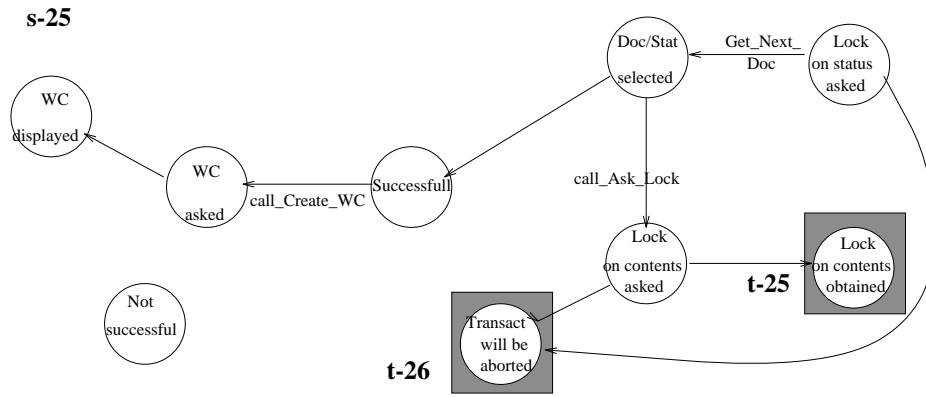 s-25
Doc/Stat
selected
Get_Next_
Doc
Lock
on status
asked
WC
displayed
WC
asked
call_Create_WC
Successfull
call_Ask_Lock
Lock
on contents
asked
t-25
Lock
on contents
obtained
Not
successful
Transact
will be
aborted
t-26